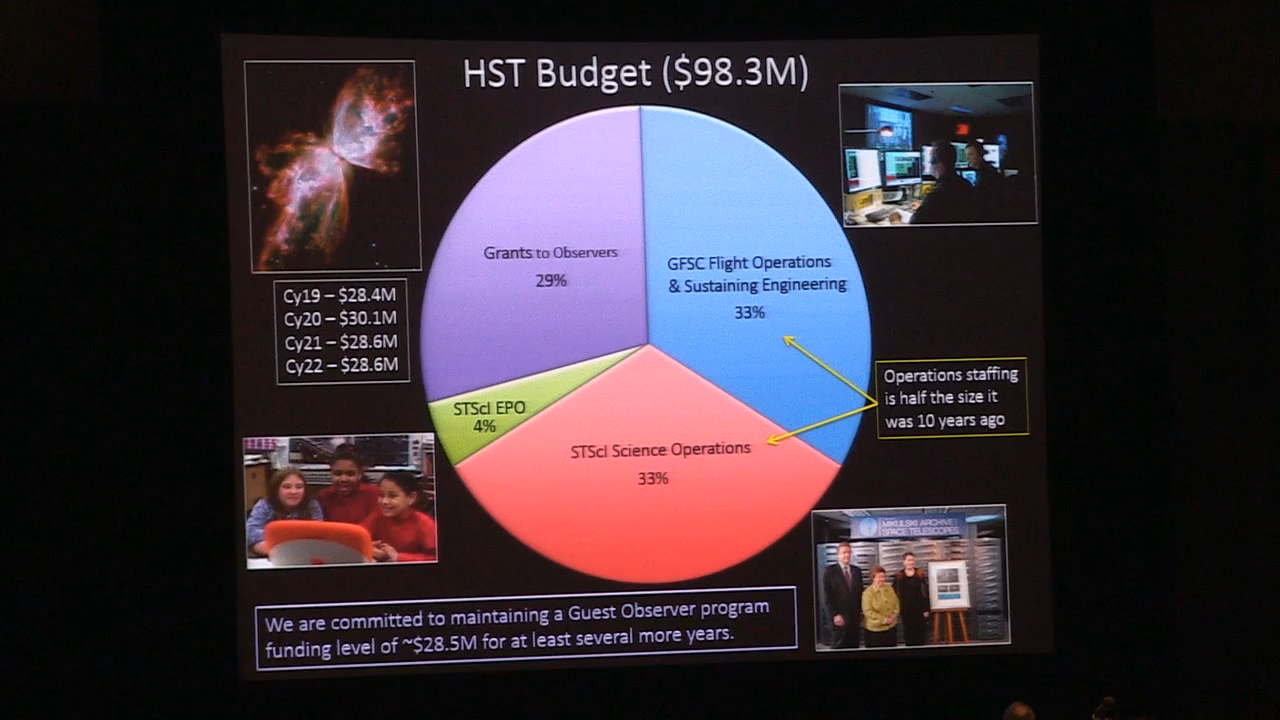 HST Budget ($98.3M)
Grants to Observers
29%
GFSC Flight Operations
& Sustaining Engineering
33%
Cy19 – $28.4M
Cy20 – $30.1M
Cy21 – $28.6M
Cy22 – $28.6M
Operations staffing
is half the size it
was 10 years ago
STScI EPO
4%
STScI Science Operations
33%
MIKULSKI ARCHIVE
SPACE TELESCOPES
We are committed to maintaining a Guest Observer program
funding level of ~$28.5M for at least several more years.